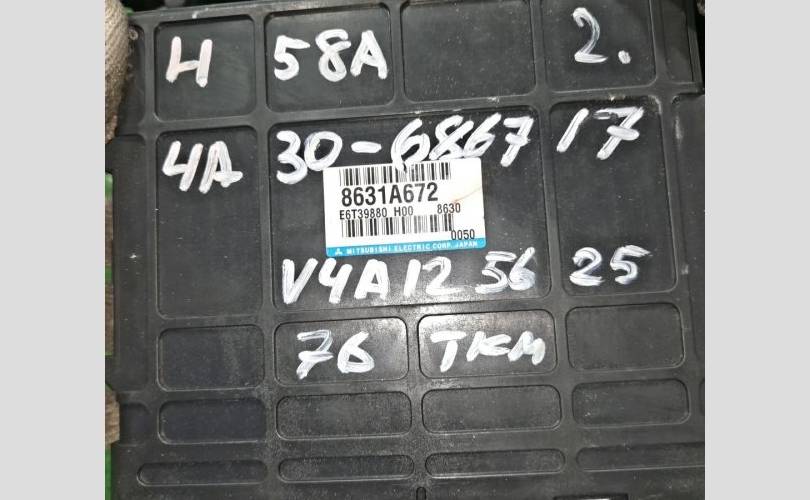 H 58A 2.
4A 30-6867 17
8631A672
E6T39880 H00 8630
0050
MITSUBISHI ELECTRIC CORP. JAPAN
V4A12 56 25
76 TKM